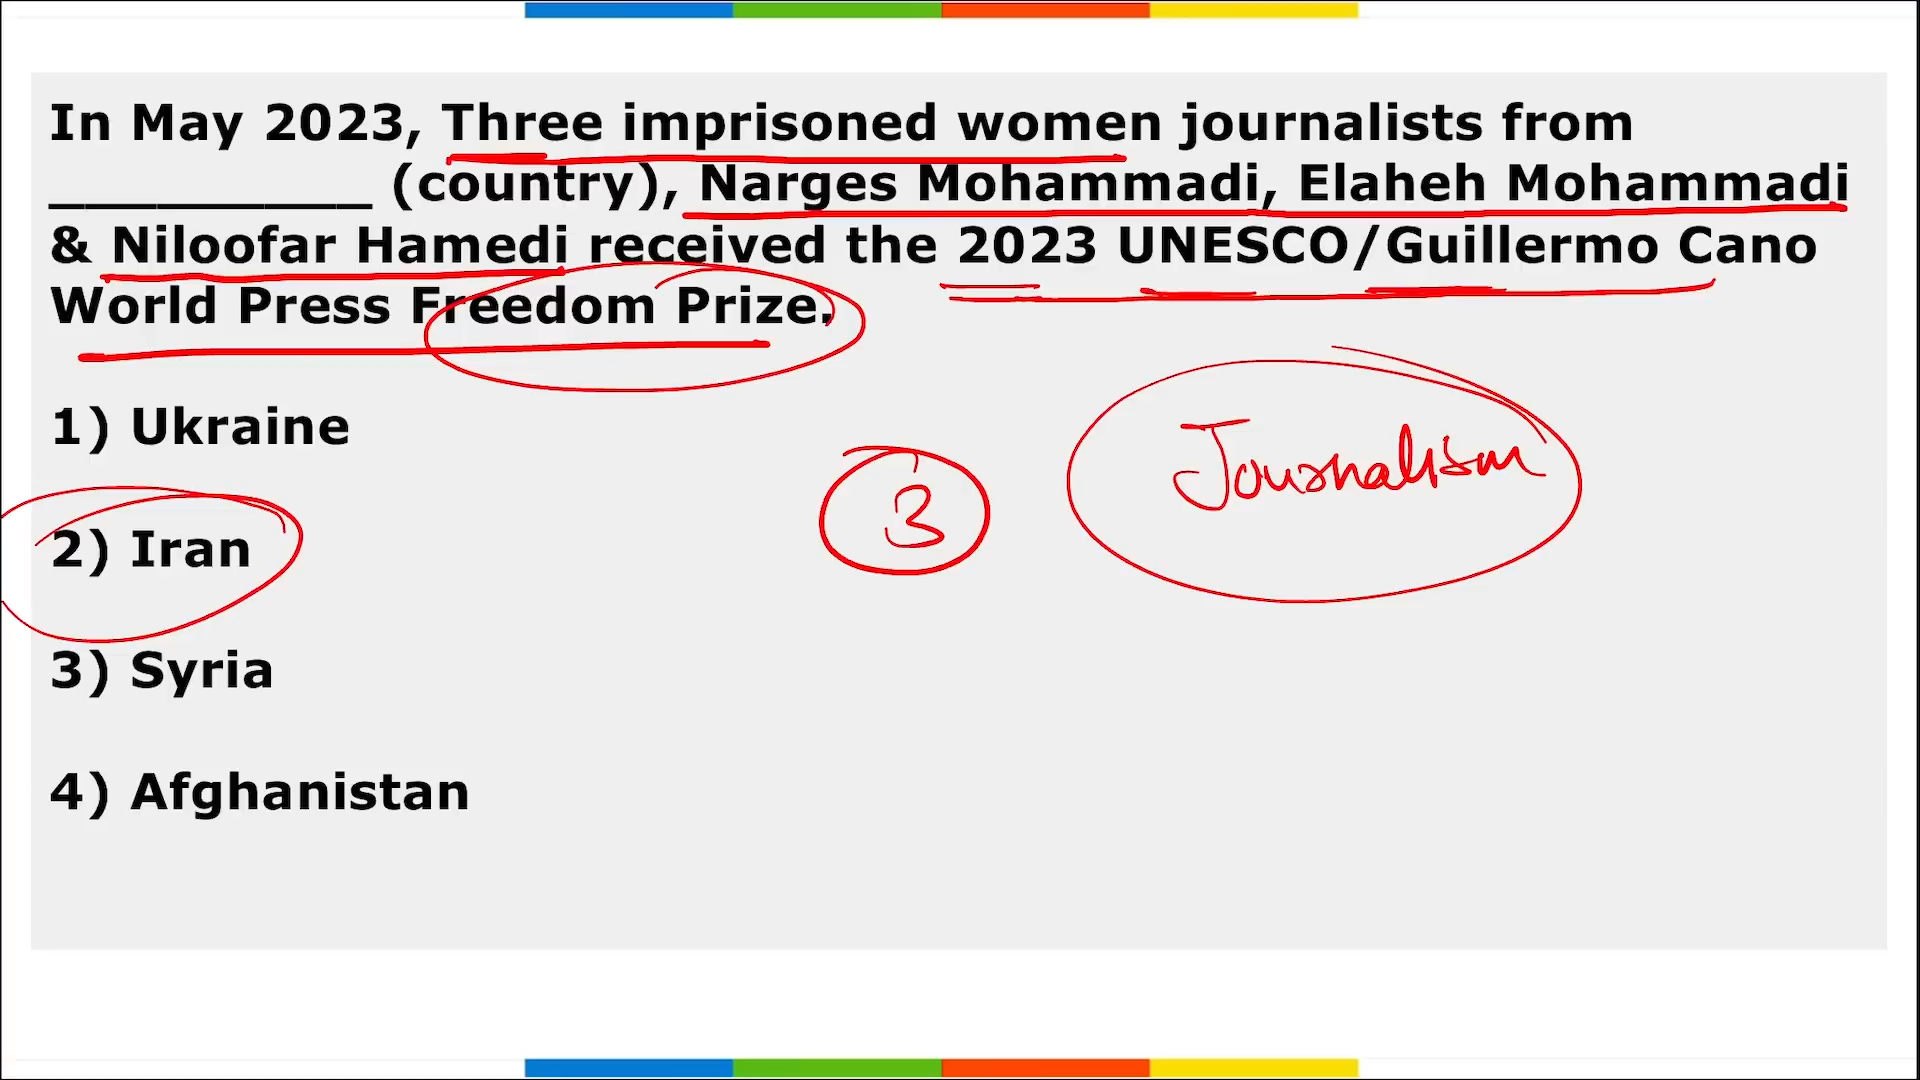 In May 2023, Three imprisoned women journalists from
__________ (country), Narges Mohammadi, Elaheh Mohammadi
& Niloofar Hamedi received the 2023 UNESCO/Guillermo Cano
World Press Freedom Prize.
1) Ukraine
3
Journalism
2) Iran
3) Syria
4) Afghanistan